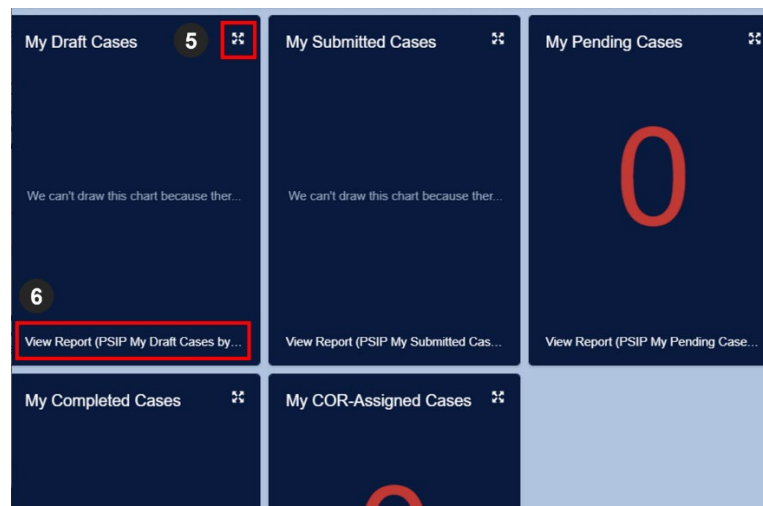 My Draft Cases 5
My Submitted Cases
My Pending Cases
We can't draw this chart because ther...
We can't draw this chart because ther...
0
6
View Report (PSIP My Draft Cases by...
View Report (PSIP My Submitted Cas...
View Report (PSIP My Pending Case...
My Completed Cases
My COR-Assigned Cases